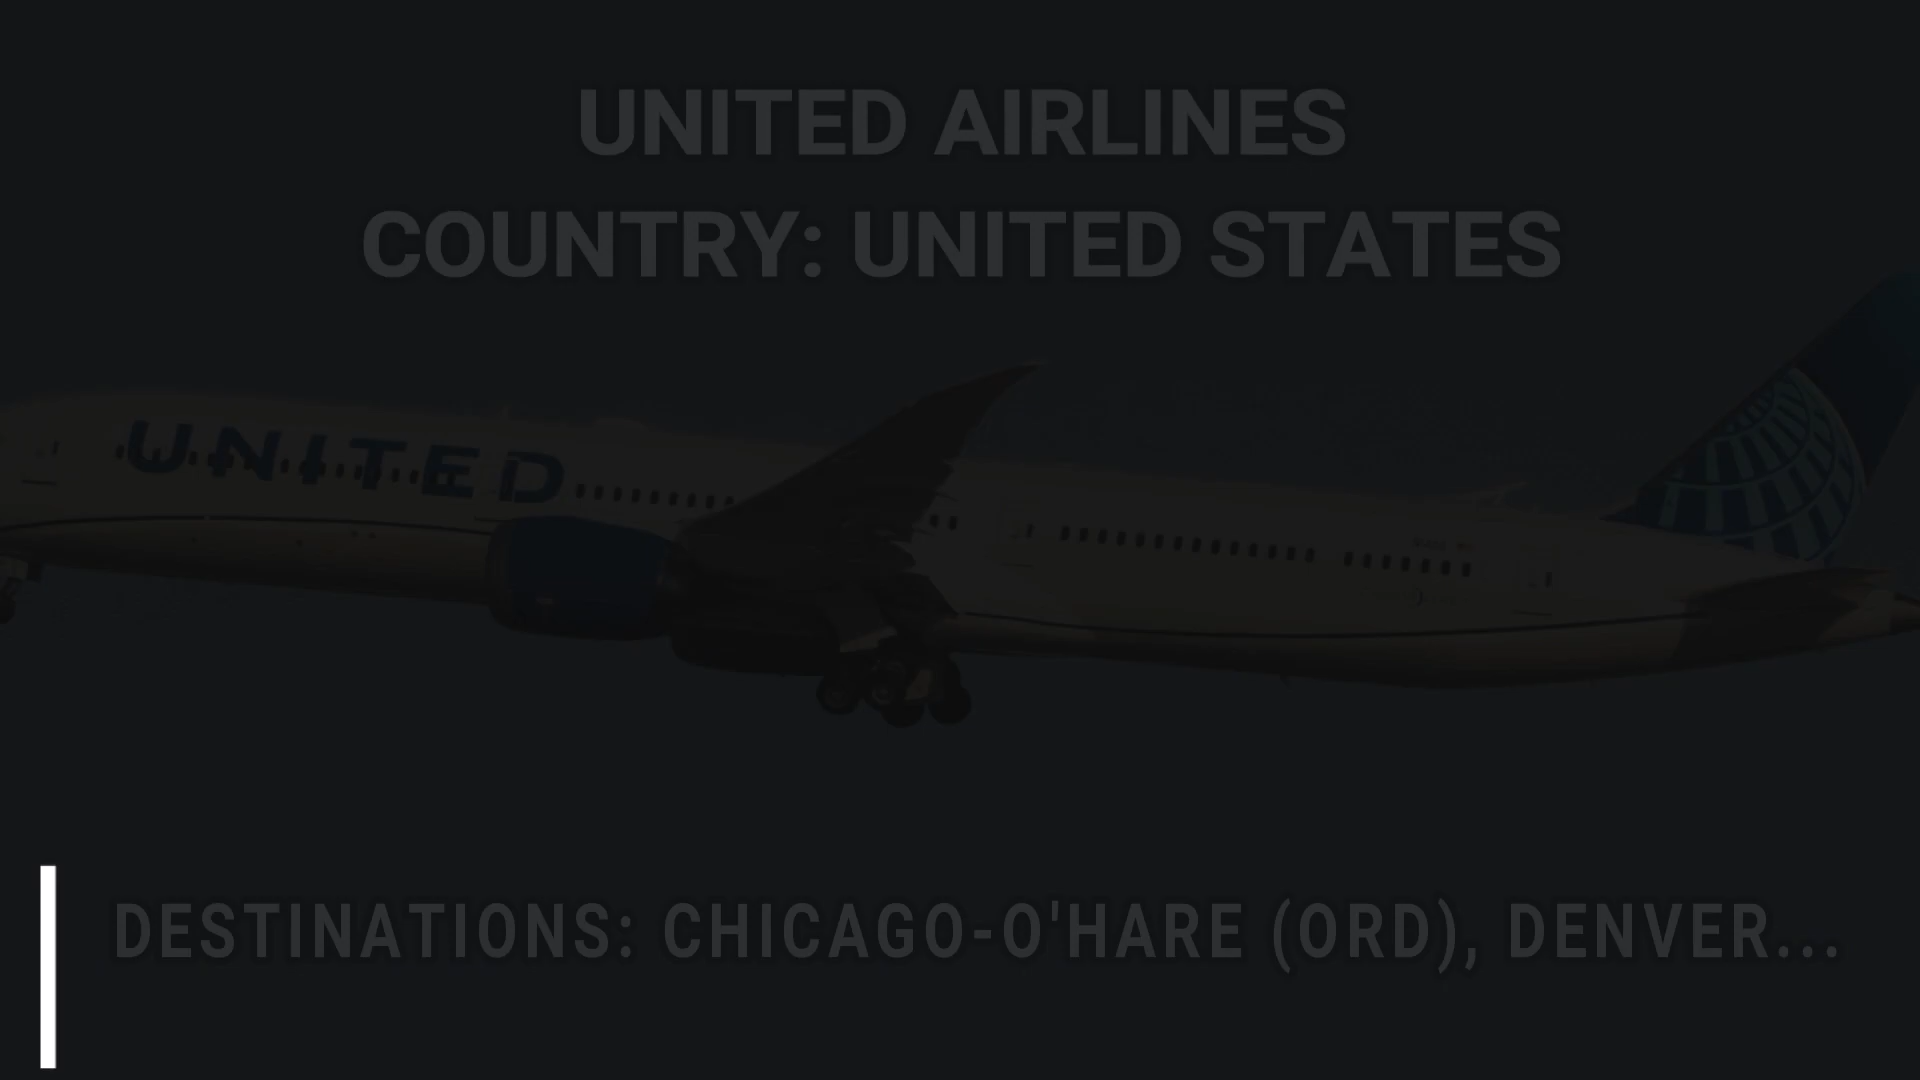 UNITED AIRLINES
COUNTRY: UNITED STATES
UNITED
DESTINATIONS: CHICAGO-O'HARE (ORD), DENVER...